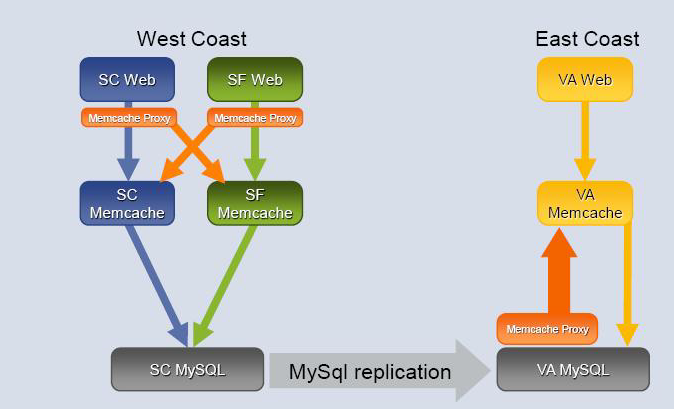 West Coast
East Coast
SC Web
SF Web
VA Web
Memcache Proxy
Memcache Proxy
SC
Memcache
SF
Memcache
VA
Memcache
Memcache Proxy
SC MySQL
MySql replication
VA MySQL